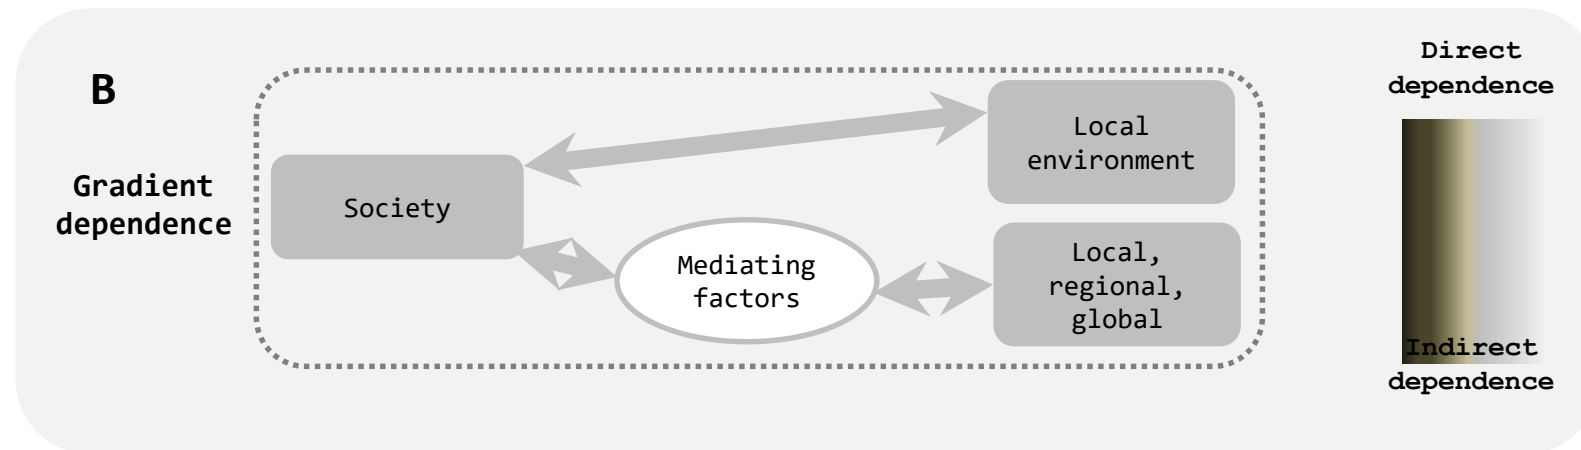 B
Gradient
dependence
Society
Mediating
factors
Local
environment
Local,
regional,
global
Direct
dependence
Indirect
dependence